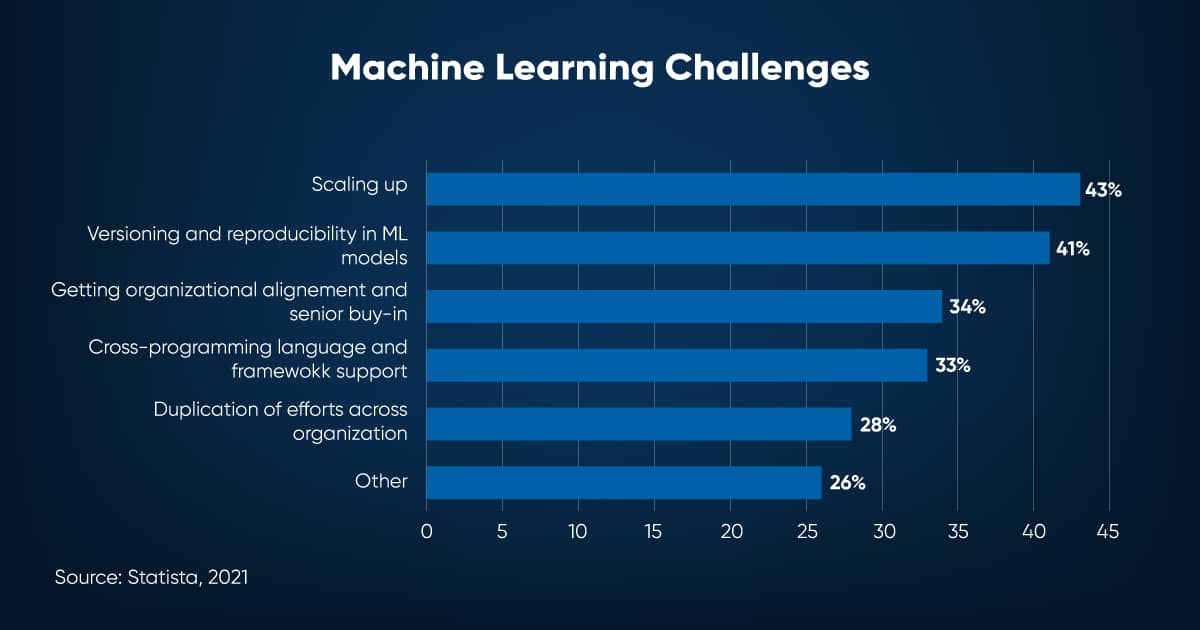 Machine Learning Challenges
Scaling up
43%
Versioning and reproducibility in ML
models
41%
Getting organizational alignement and
senior buy-in
34%
Cross-programming language and
framewokk support
33%
Duplication of efforts across
organization
28%
Other
26%
0 5 10 15 20 25 30 35 40 45
Source: Statista, 2021